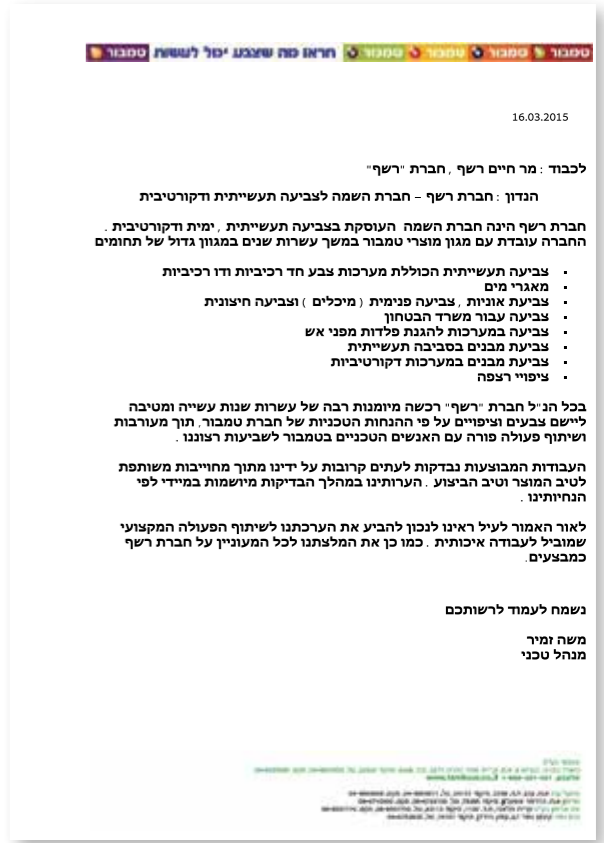 טמבור טמבור טמבור טמבור חראו מה שצבע יכול לעשות טמבור
16.03.2015
לכבוד : מר חיים רשף , חברת "רשף"
הנדון : חברת רשף – חברת השמה לצביעה תעשייתית ודקורטיבית
חברת רשף הינה חברת השמה העוסקת בצביעה תעשייתית , ימית ודקורטיבית .
החברה עובדת עם מגון מוצרי טמבור במשך עשרות שנים במגוון גדול של תחומים
▪ צביעה תעשייתית הכוללת מערכות צבע חד רכיביות ודו רכיביות
▪ מאגרי מים
▪ צביעת אוניות , צביעה פנימית ( מיכלים ) וצביעה חיצונית
▪ צביעה עבור משרד הבטחון
▪ צביעה במערכות להגנת פלדות מפני אש
▪ צביעת מבנים בסביבה תעשייתית
▪ צביעת מבנים במערכות דקורטיביות
▪ ציפויי רצפה
בכל הנ"ל חברת "רשף" רכשה מיומנות רבה של עשרות שנות עשייה ומטיבה
ליישם צבעים וציפויים על פי ההנחות הטכניות של חברת טמבור, תוך מעורבות
ושיתוף פעולה פורה עם האנשים הטכניים בטמבור לשביעות רצוננו .
העבודות המבוצעות נבדקות לעתים קרובות על ידינו מתוך מחוייבות משותפת
לטיב המוצר וטיב הביצוע . הערותינו במהלך הבדיקות מיושמות במיידי לפי
הנחיותינו .
לאור האמור לעיל ראינו לנכון להביע את הערכתנו לשיתוף הפעולה המקצועי
שמוביל לעבודה איכותית . כמו כן את המלצתנו לכל המעוניין על חברת רשף
כמבצעים.
נשמח לעמוד לרשותכם
משה זמיר
מנהל טכני